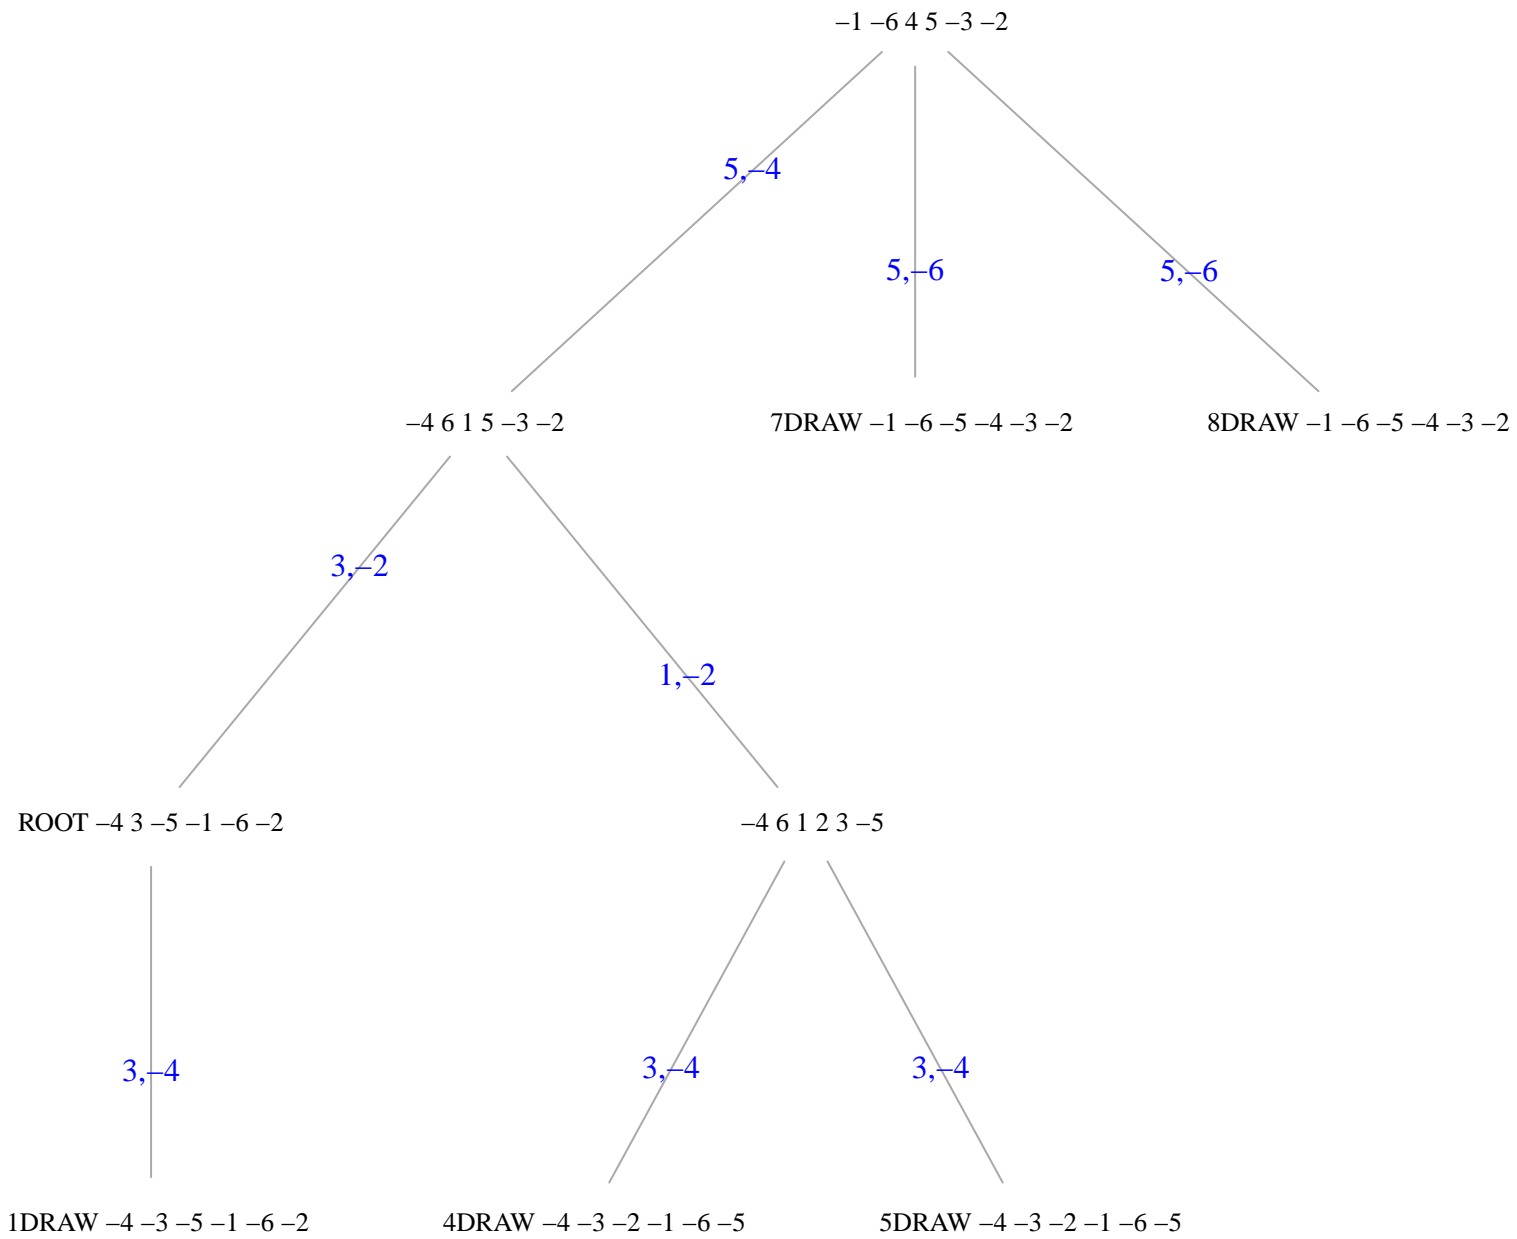 –1 –6 4 5 –3 –2
5,–4
5,–6
5,–6
–4 6 1 5 –3 –2
7DRAW –1 –6 –5 –4 –3 –2
8DRAW –1 –6 –5 –4 –3 –2
3,–2
1,–2
ROOT –4 3 –5 –1 –6 –2
–4 6 1 2 3 –5
3,–4
3,–4
3,–4
1DRAW –4 –3 –5 –1 –6 –2
4DRAW –4 –3 –2 –1 –6 –5
5DRAW –4 –3 –2 –1 –6 –5